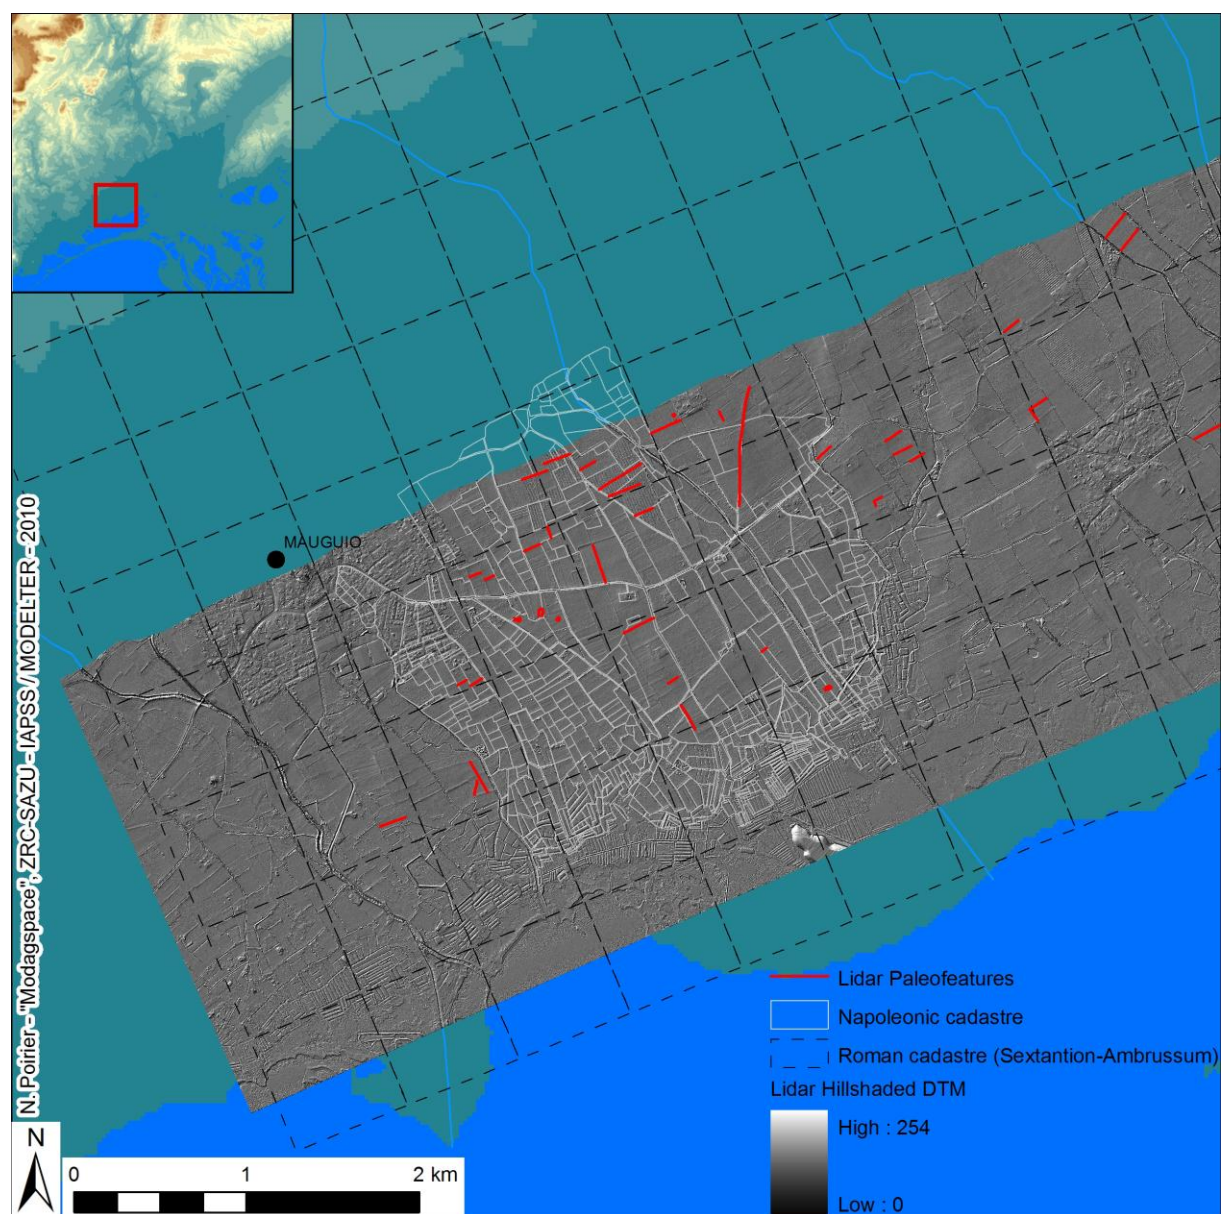 MAUGUIO
N. Poirier - "Modagspace", ZRC-SAZU - IAPSS / MODELTER - 2010
Lidar Paleofeatures
Napoleonic cadastre
Roman cadastre (Sextantion-Ambrussum)
Lidar Hillshaded DTM
High : 254
Low : 0
N
0 1 2 km